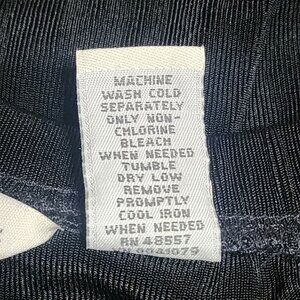 MACHINE
WASH COLD
SEPARATELY
ONLY NON-
CHLORINE
BLEACH
WHEN NEEDED
TUMBLE
DRY LOW
REMOVE
PROMPTLY
COOL IRON
WHEN NEEDED
RN 48557